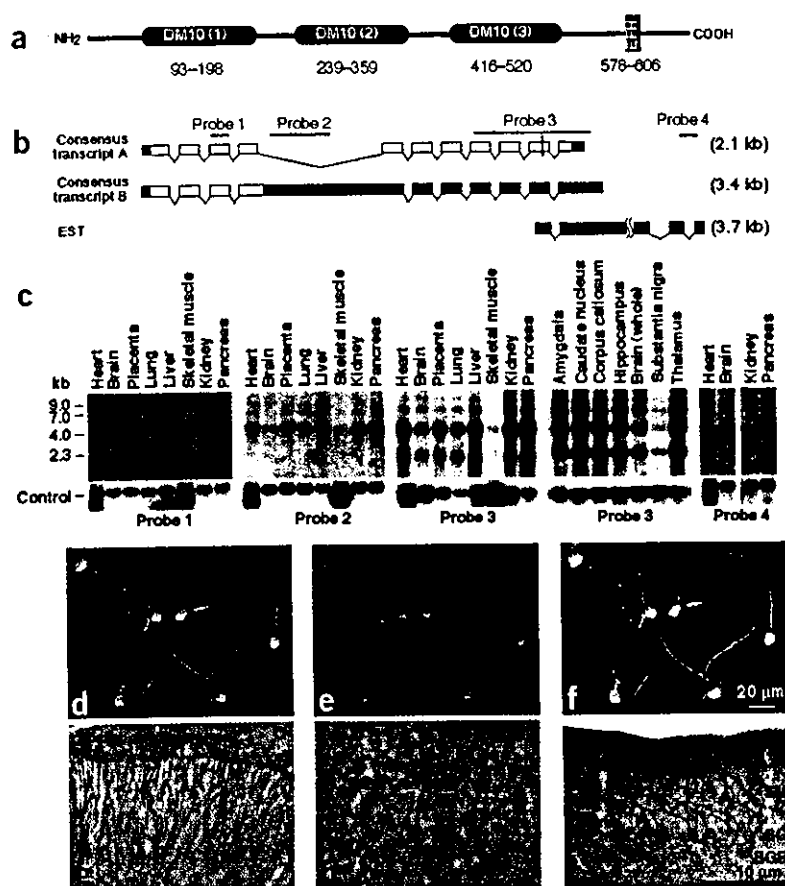 a
NH2 DM10 (1) DM10 (2) DM10 (3) COOH
93–198 239–359 416–520 578–606
b
Probe 1 Probe 2 Probe 3 Probe 4
Consensus transcript A (2.1 kb)
Consensus transcript B (3.4 kb)
EST (3.7 kb)
c
Heart Brain Placenta Lung Liver Skeletal muscle Kidney Pancreas
Heart Brain Placenta Lung Liver Skeletal muscle Kidney Pancreas
Heart Brain Placenta Lung Liver Skeletal muscle Kidney Pancreas
Amygdala Caudate nucleus Corpus callosum Hippocampus Brain (whole) Substantia nigra Thalamus
Heart Brain Kidney Pancreas
kb
9.0
7.0
4.0
2.3
Control
Probe 1 Probe 2 Probe 3 Probe 3 Probe 4
d e f
20 µm
10 µm